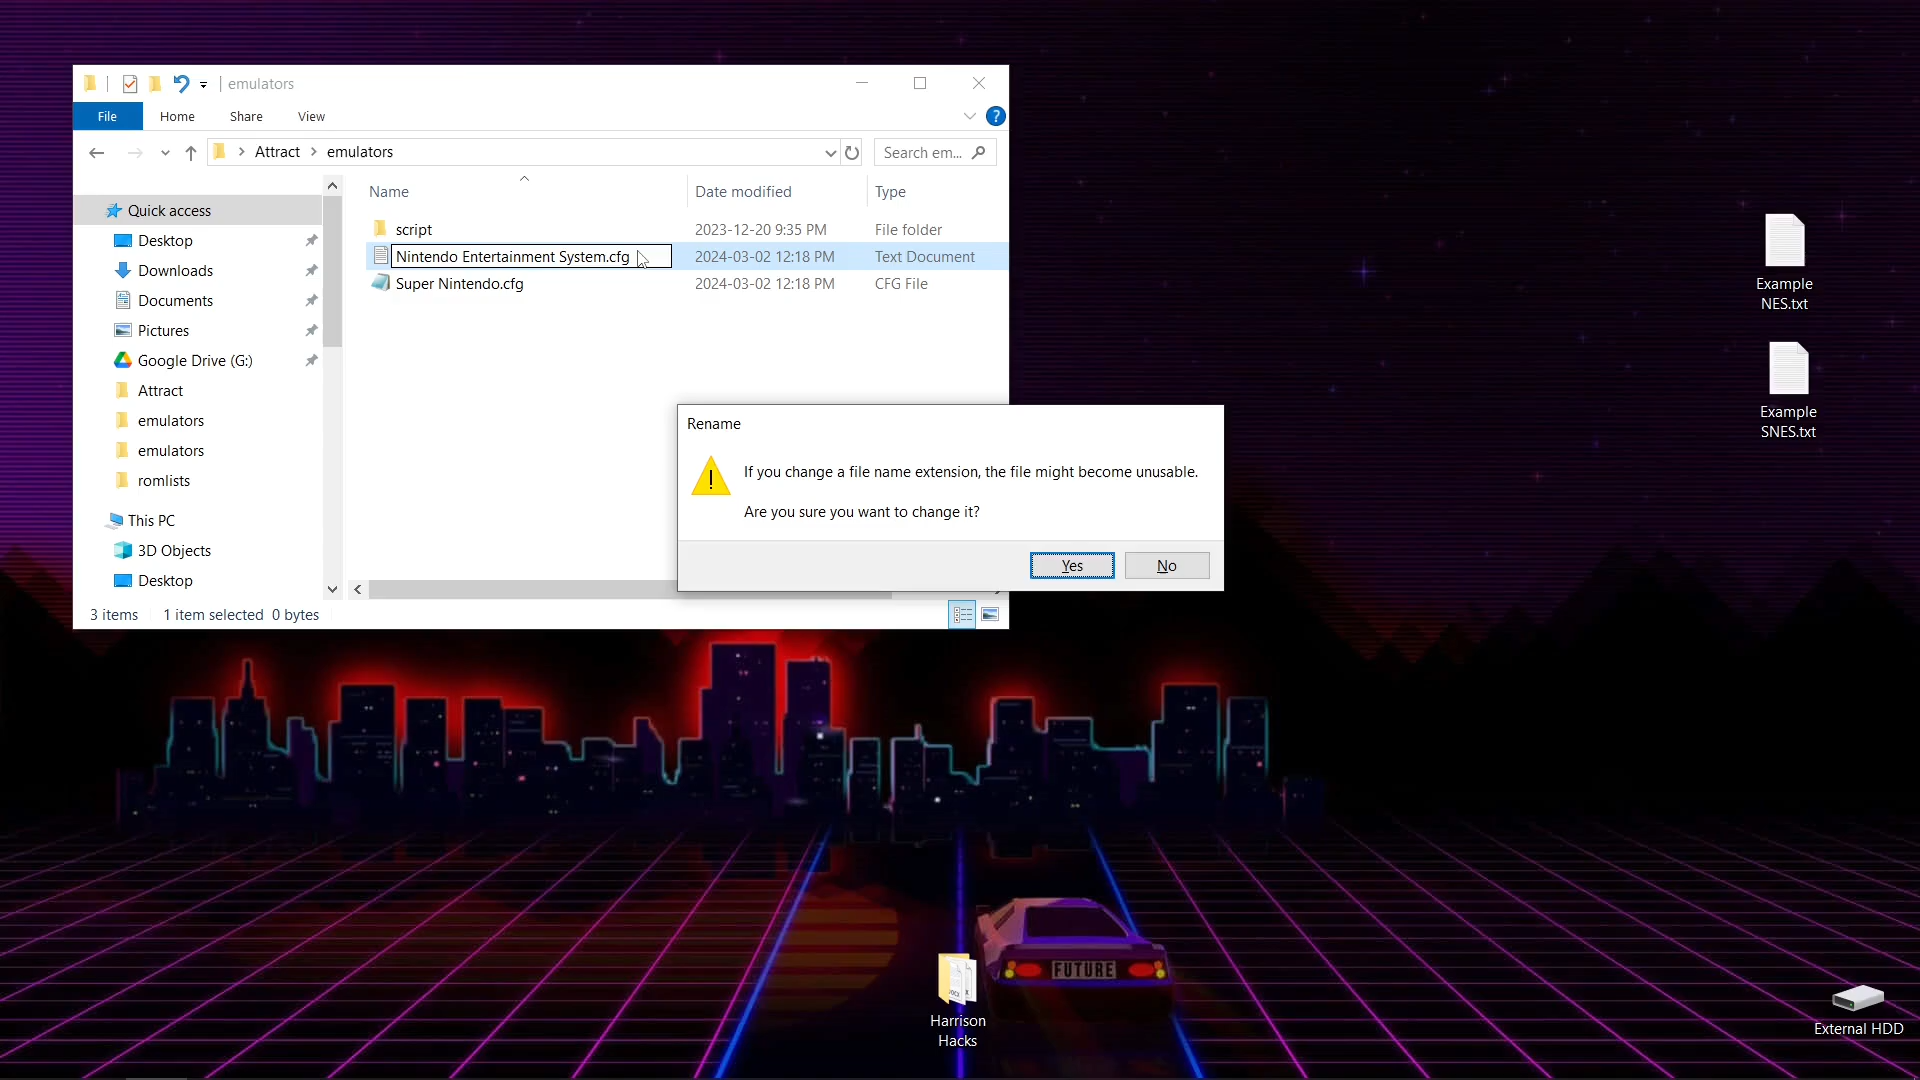 emulators
File Home Share View
?
Attract emulators
Search em...
Name Date modified Type
script 2023-12-20 9:35 PM File folder
Nintendo Entertainment System.cfg 2024-03-02 12:18 PM Text Document
Super Nintendo.cfg 2024-03-02 12:18 PM CFG File
Quick access
Desktop
Downloads
Documents
Pictures
Google Drive (G:)
Attract
emulators
emulators
romlists
This PC
3D Objects
Desktop
3 items 1 item selected 0 bytes
Rename
If you change a file name extension, the file might become unusable.
Are you sure you want to change it?
Yes No
Example
NES.txt
Example
SNES.txt
FUTURE
Harrison
Hacks
External HDD